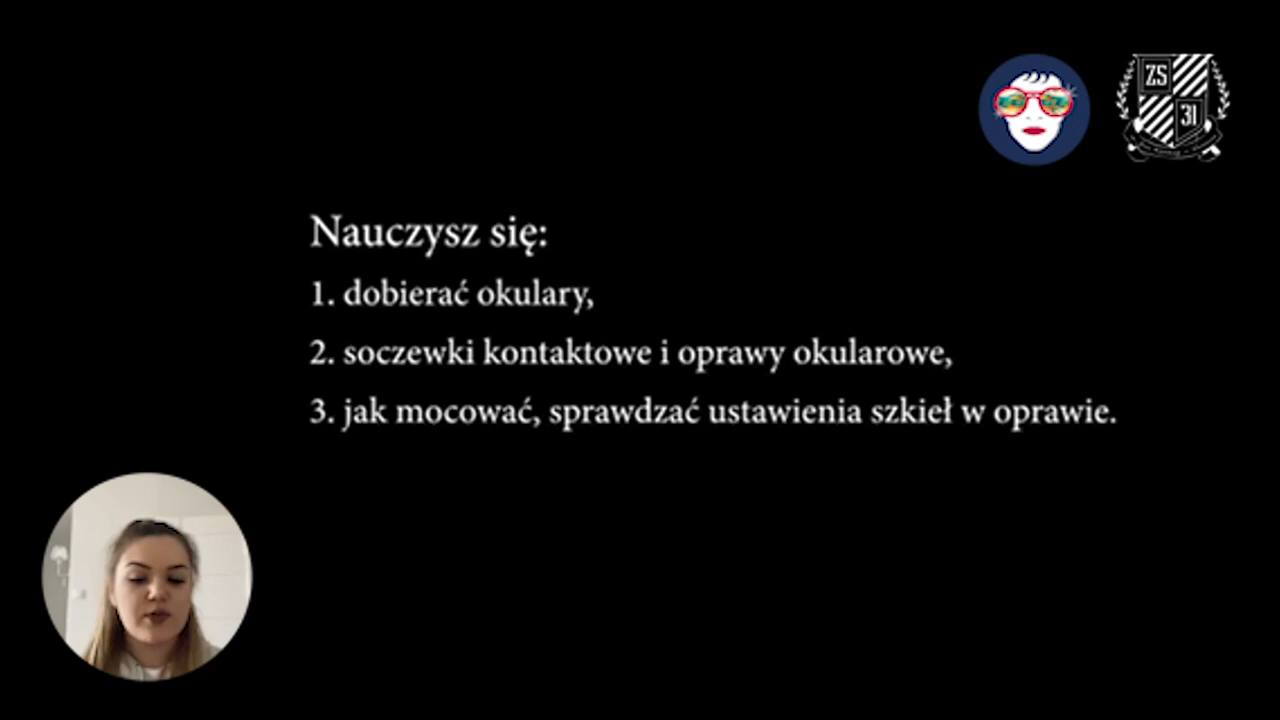 ZS
31
Nauczysz się:
1. dobierać okulary,
2. soczewki kontaktowe i oprawy okularowe,
3. jak mocować, sprawdzać ustawienia szkieł w oprawie.